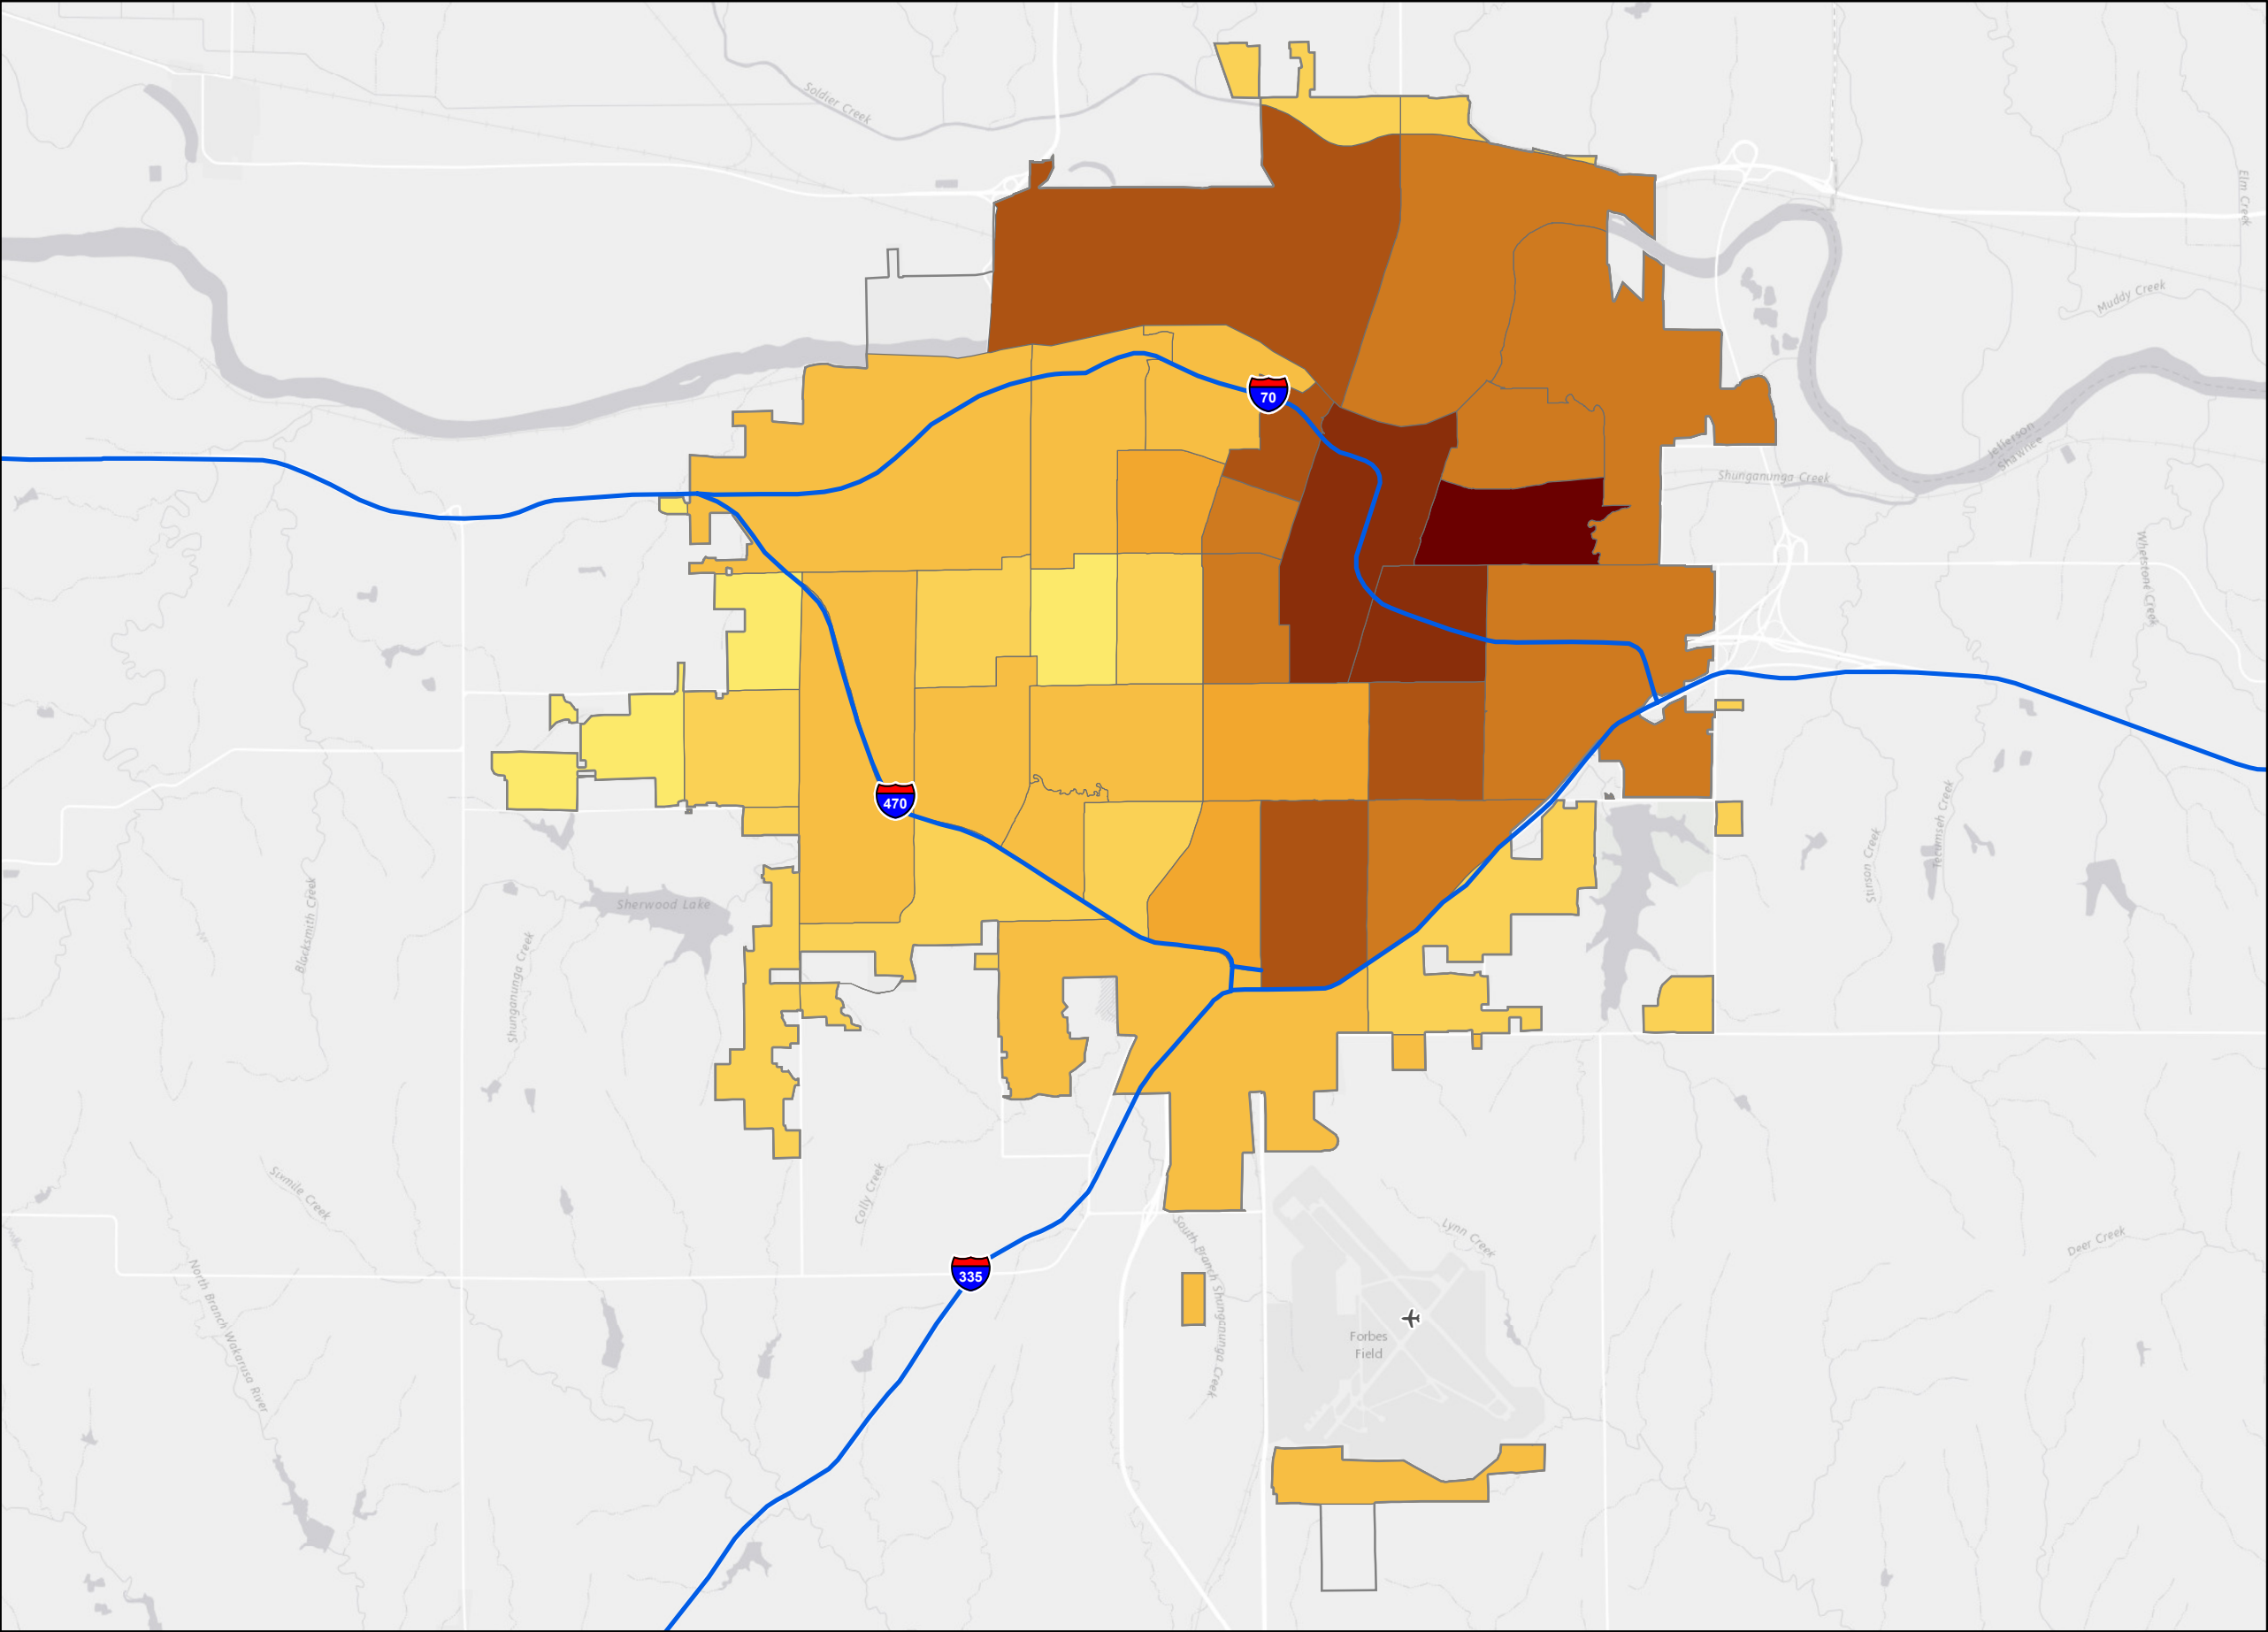 Soldier Creek
Elm Creek
Muddy Creek
70
Jefferson
Shawnee
Shunganunga Creek
Whetstone Creek
470
Sherwood Lake
Blacksmith Creek
Shunganunga Creek
Stinson Creek
Tecumseh Creek
Colly Creek
Sixmile Creek
South Branch Shunganunga Creek
Lynn Creek
Deer Creek
335
North Branch Wakarusa River
Forbes
Field